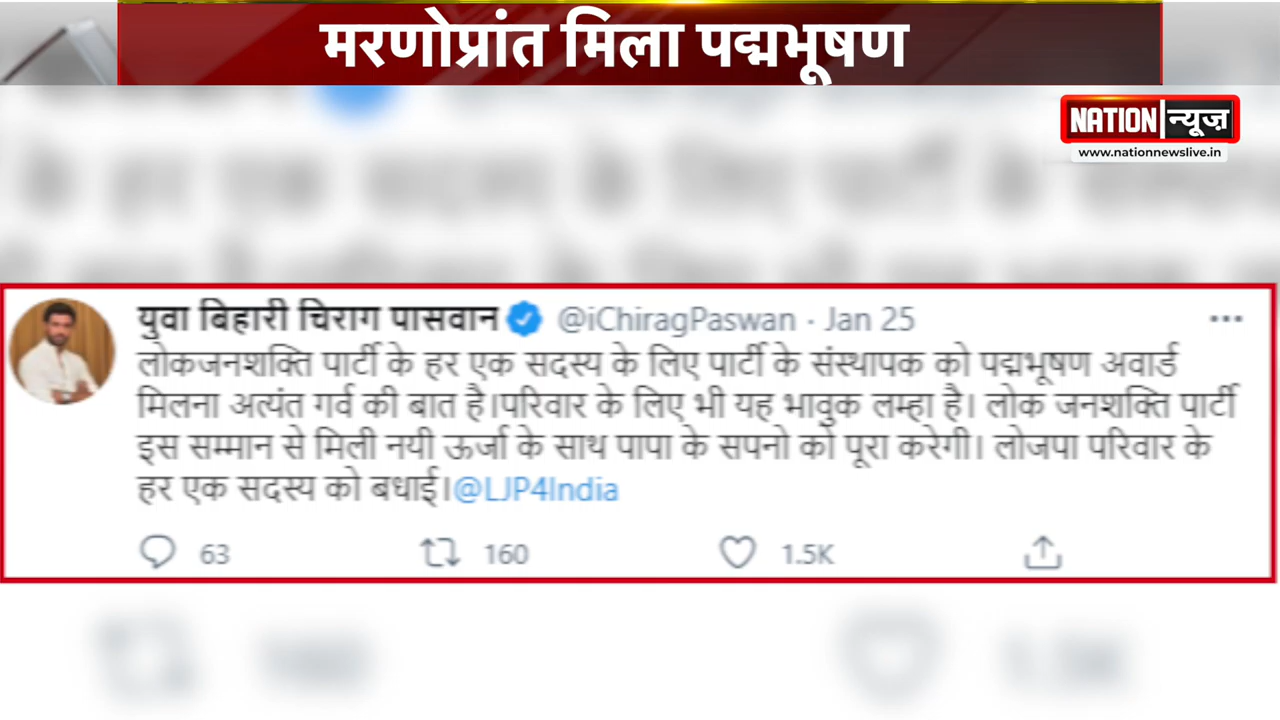 मरणोप्रांत मिला पद्मभूषण
NATION न्यूज़
www.nationnewslive.in
युवा बिहारी चिराग पासवान @iChiragPaswan · Jan 25
लोकजनशक्ति पार्टी के हर एक सदस्य के लिए पार्टी के संस्थापक को पद्मभूषण अवार्ड
मिलना अत्यंत गर्व की बात है।परिवार के लिए भी यह भावुक लम्हा है। लोक जनशक्ति पार्टी
इस सम्मान से मिली नयी ऊर्जा के साथ पापा के सपनो को पूरा करेगी। लोजपा परिवार के
हर एक सदस्य को बधाई।@LJP4India
63 160 1.5K